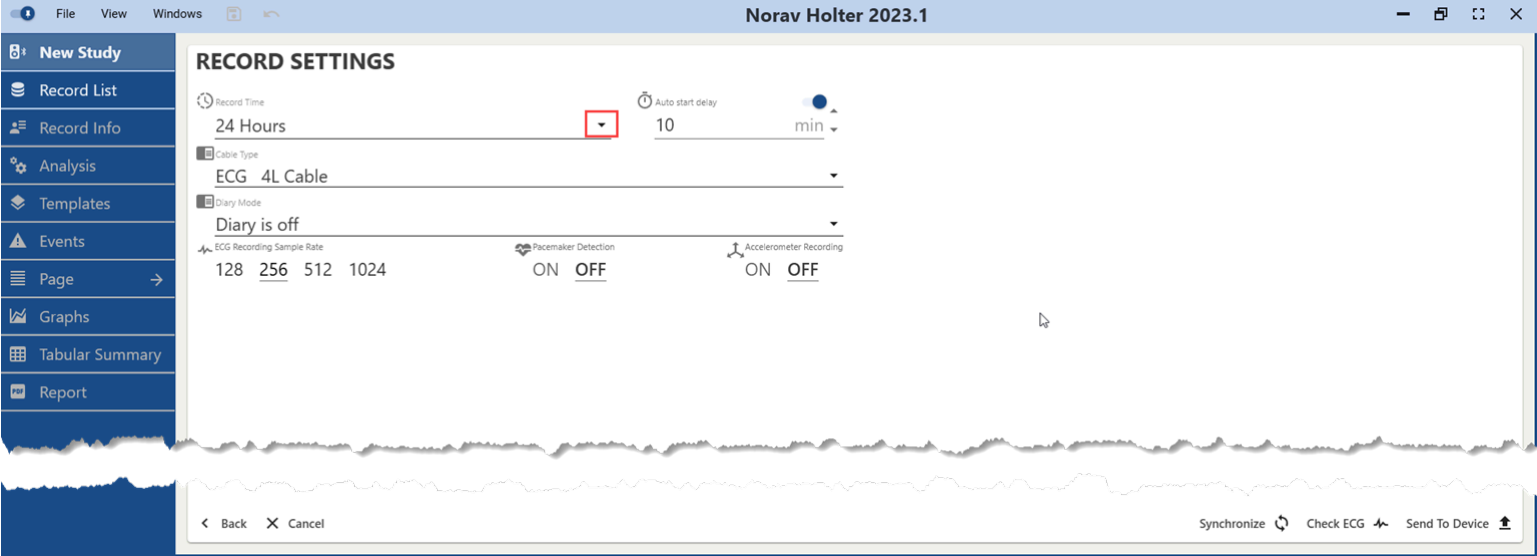 File View Windows Norav Holter 2023.1
New Study
Record List
Record Info
Analysis
Templates
Events
Page
Graphs
Tabular Summary
PDF Report
RECORD SETTINGS
Record Time Auto start delay
24 Hours 10 min
Cable Type
ECG 4L Cable
Diary Mode
Diary is off
ECG Recording Sample Rate Pacemaker Detection Accelerometer Recording
128 256 512 1024 ON OFF ON OFF
Back Cancel Synchronize Check ECG Send To Device